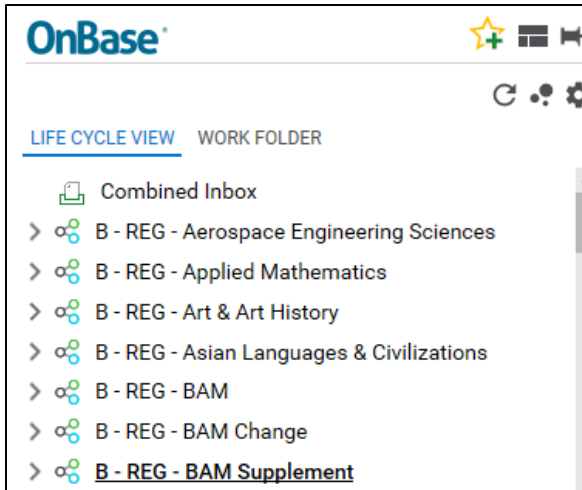 OnBase
LIFE CYCLE VIEW WORK FOLDER
Combined Inbox
B - REG - Aerospace Engineering Sciences
B - REG - Applied Mathematics
B - REG - Art & Art History
B - REG - Asian Languages & Civilizations
B - REG - BAM
B - REG - BAM Change
B - REG - BAM Supplement